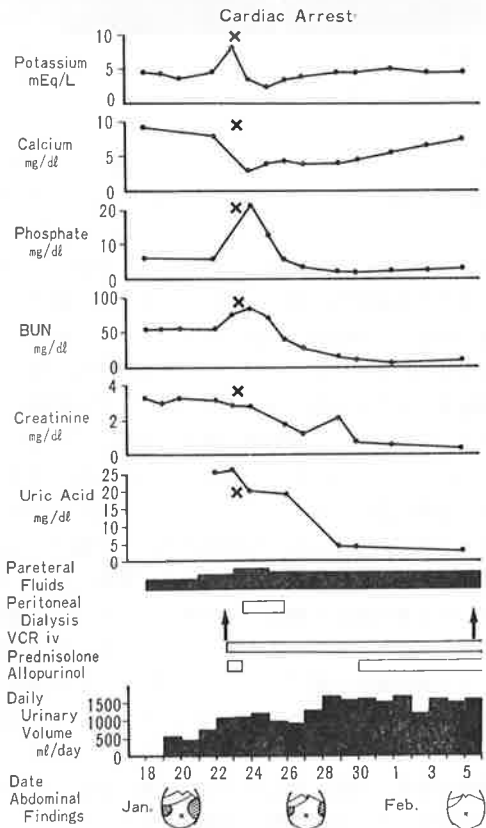 Cardiac Arrest
Potassium
mEq/L
10
5
0
Calcium
mg/dl
10
5
0
Phosphate
mg/dl
20
10
0
BUN
mg/dl
100
50
0
Creatinine
mg/dl
4
2
0
Uric Acid
mg/dl
25
20
15
10
5
0
Pareteral
Fluids
Peritoneal
Dialysis
VCR iv
Prednisolone
Allopurinol
Daily
Urinary
Volume
ml/day
1500
1000
500
0
18 20 22 24 26 28 30 1 3 5
Date
Jan. Feb.
Abdominal
Findings